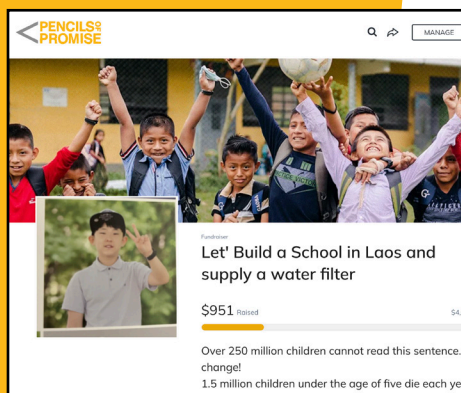 PENCILS OF
PROMISE
MANAGE
Fundraiser
Let' Build a School in Laos and
supply a water filter
$951 Raised
$4,
Over 250 million children cannot read this sentence.
change!
1.5 million children under the age of five die each ye